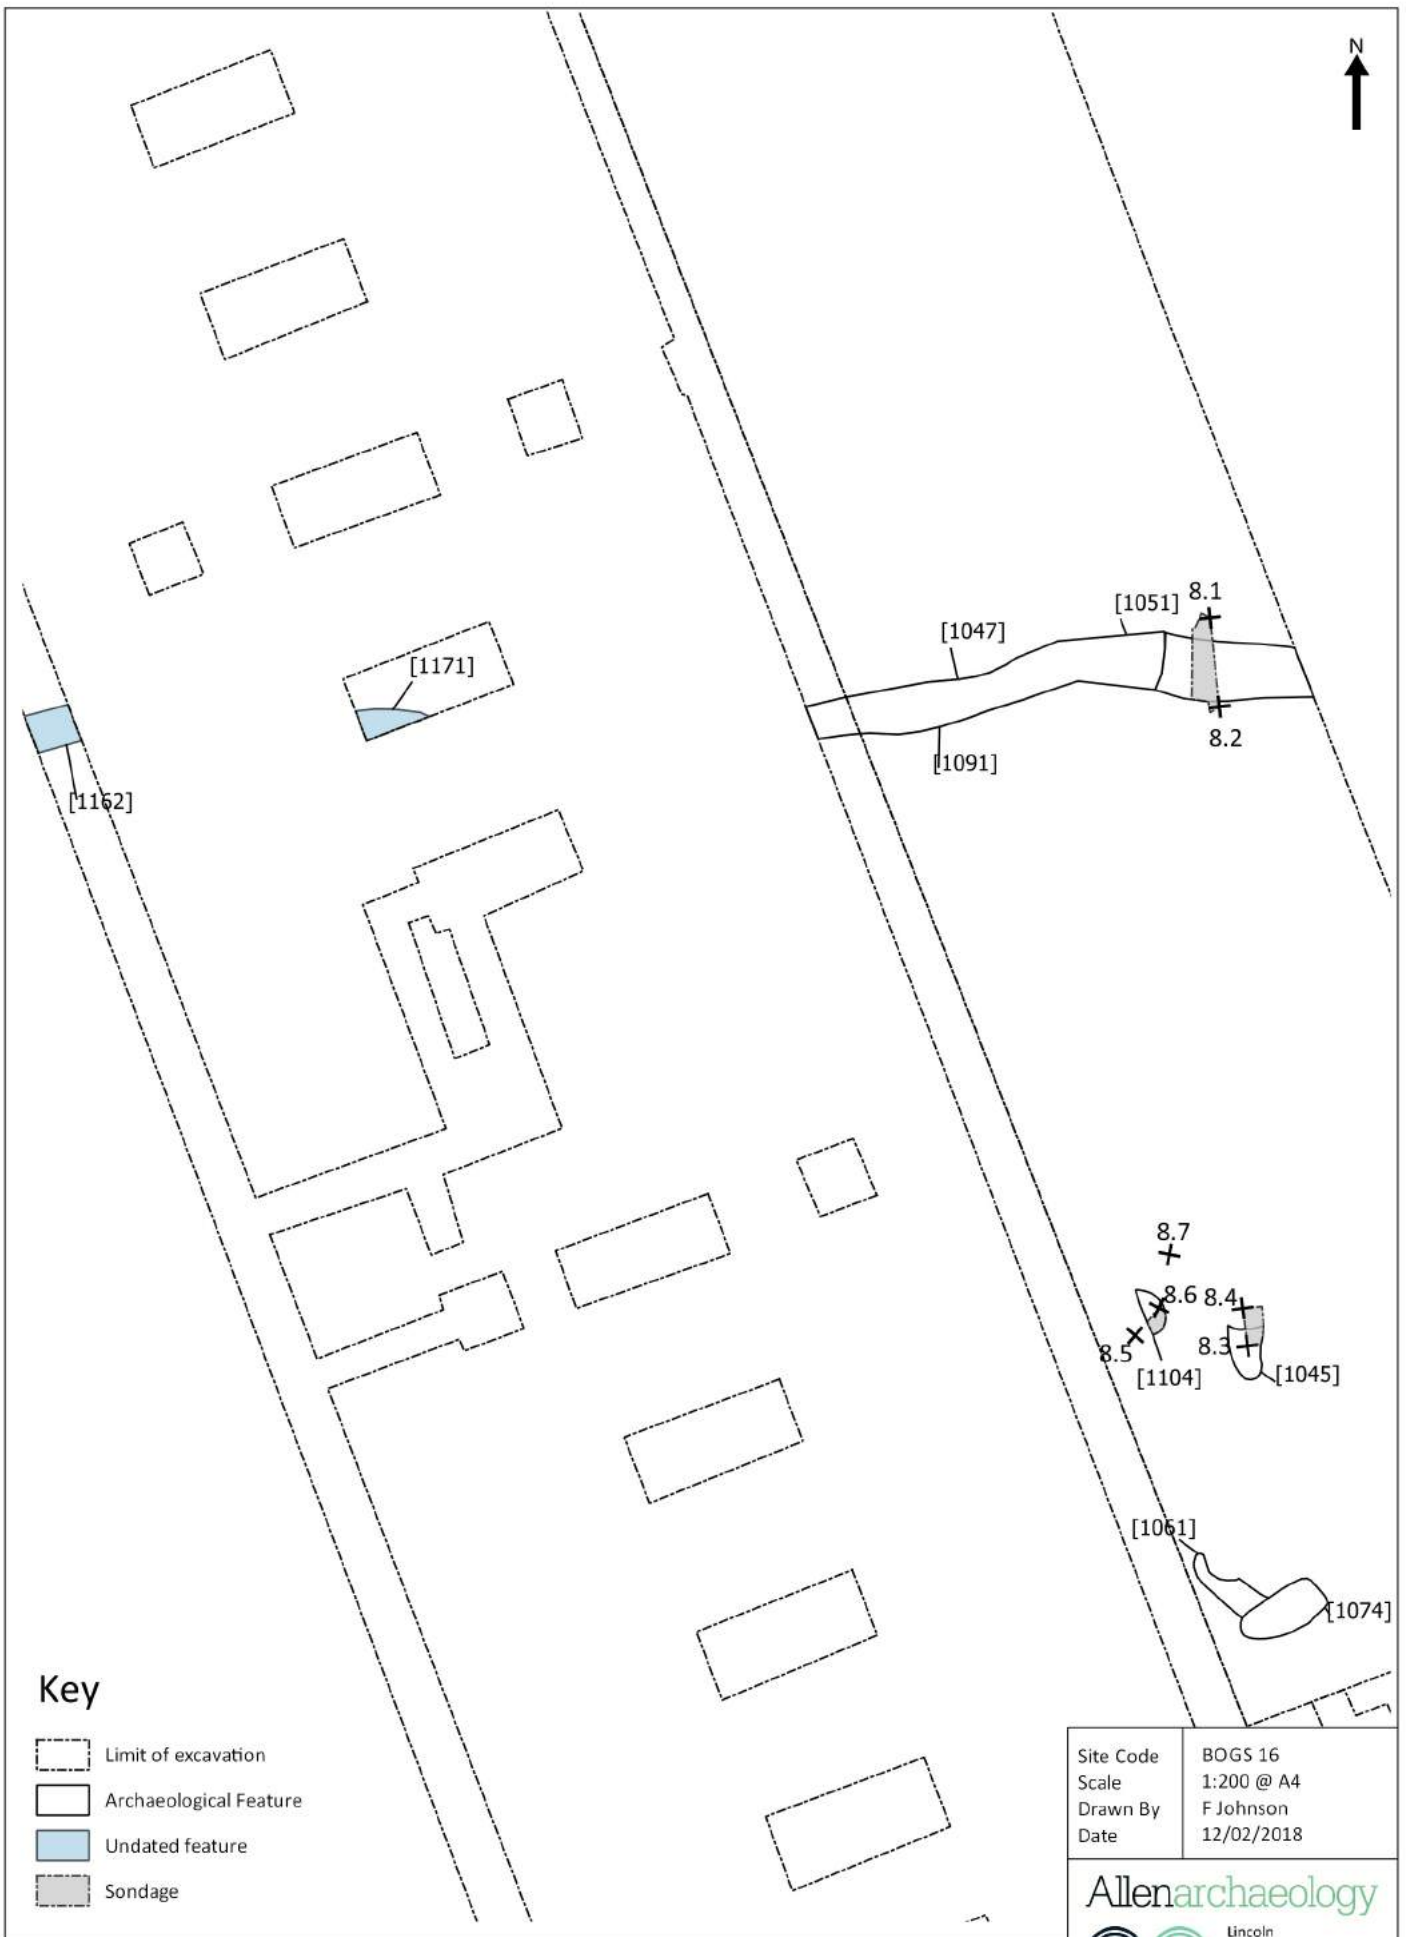 N
[1171]
[1162]
[1047]
[1051]
8.1
8.2
[1091]
8.7
8.6
8.4
8.5
8.3
[1104]
[1045]
[1061]
[1074]
Key
Limit of excavation
Archaeological Feature
Undated feature
Sondage
Site Code BOGS 16
Scale 1:200 @ A4
Drawn By F Johnson
Date 12/02/2018
Allenarchaeology
Lincoln